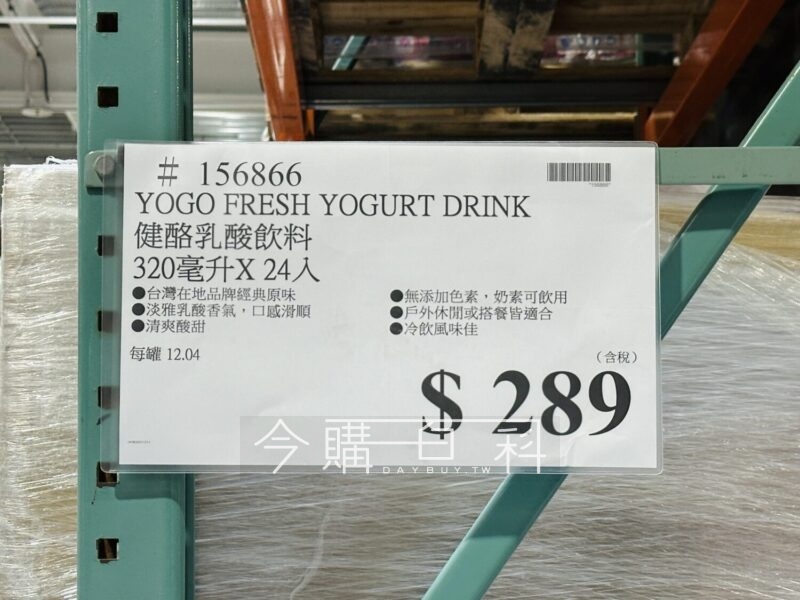 # 156866
YOGO FRESH YOGURT DRINK
健酪乳酸飲料
320毫升X 24入
●台灣在地品牌經典原味
●淡雅乳酸香氣，口感滑順
●清爽酸甜
●無添加色素，奶素可飲用
●戶外休閒或搭餐皆適合
●冷飲風味佳
每罐 12.04
（含稅）
$ 289
今購百科
DAYBUY.TW